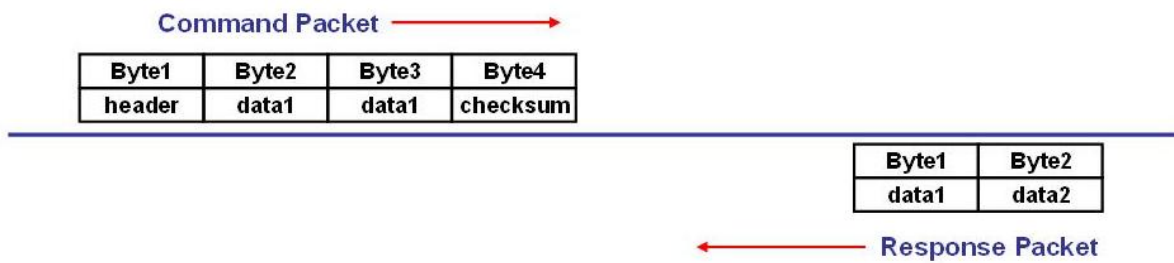 Command Packet
Byte1 Byte2 Byte3 Byte4
header data1 data1 checksum
Byte1 Byte2
data1 data2
Response Packet